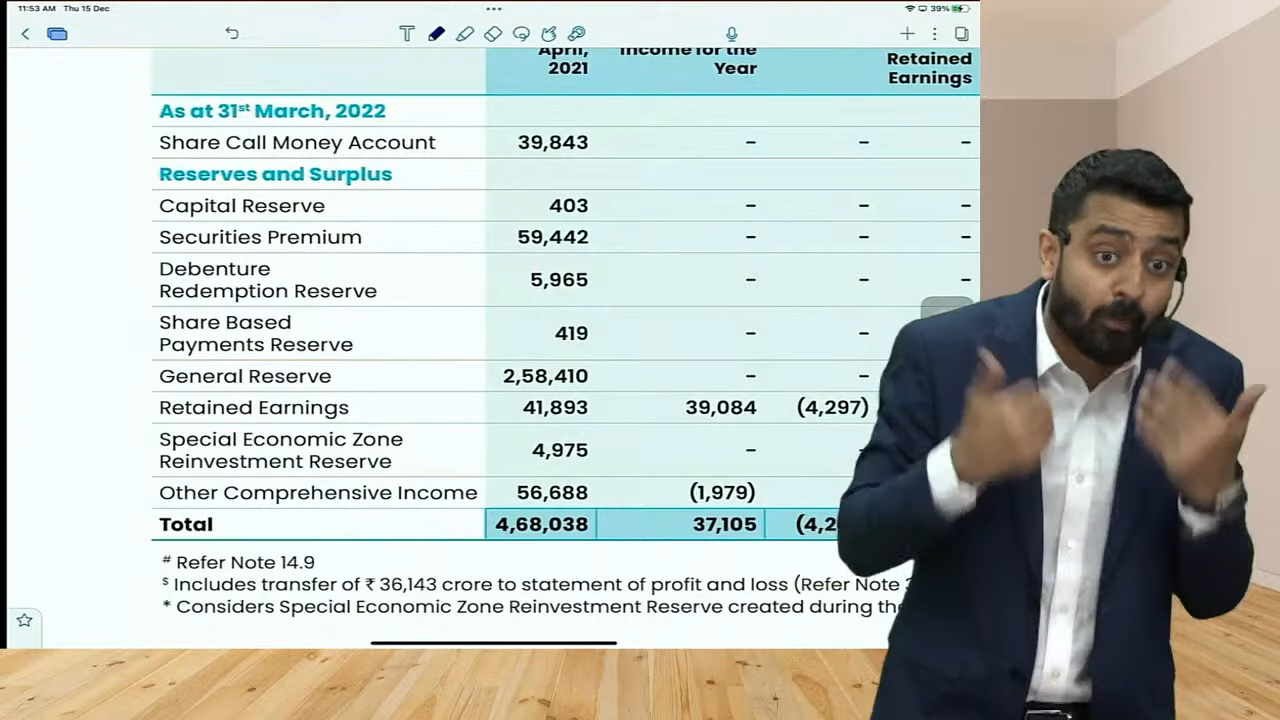 11:53 AM Thu 15 Dec
39%
April, Income for the
2021 Year Retained
Earnings
As at 31st March, 2022
Share Call Money Account 39,843 – – –
Reserves and Surplus
Capital Reserve 403 – – –
Securities Premium 59,442 – – –
Debenture
Redemption Reserve 5,965 – – –
Share Based
Payments Reserve 419 – –
General Reserve 2,58,410 – –
Retained Earnings 41,893 39,084 (4,297)
Special Economic Zone
Reinvestment Reserve 4,975 –
Other Comprehensive Income 56,688 (1,979)
Total 4,68,038 37,105 (4,2
# Refer Note 14.9
$ Includes transfer of ₹ 36,143 crore to statement of profit and loss (Refer Note
* Considers Special Economic Zone Reinvestment Reserve created during the